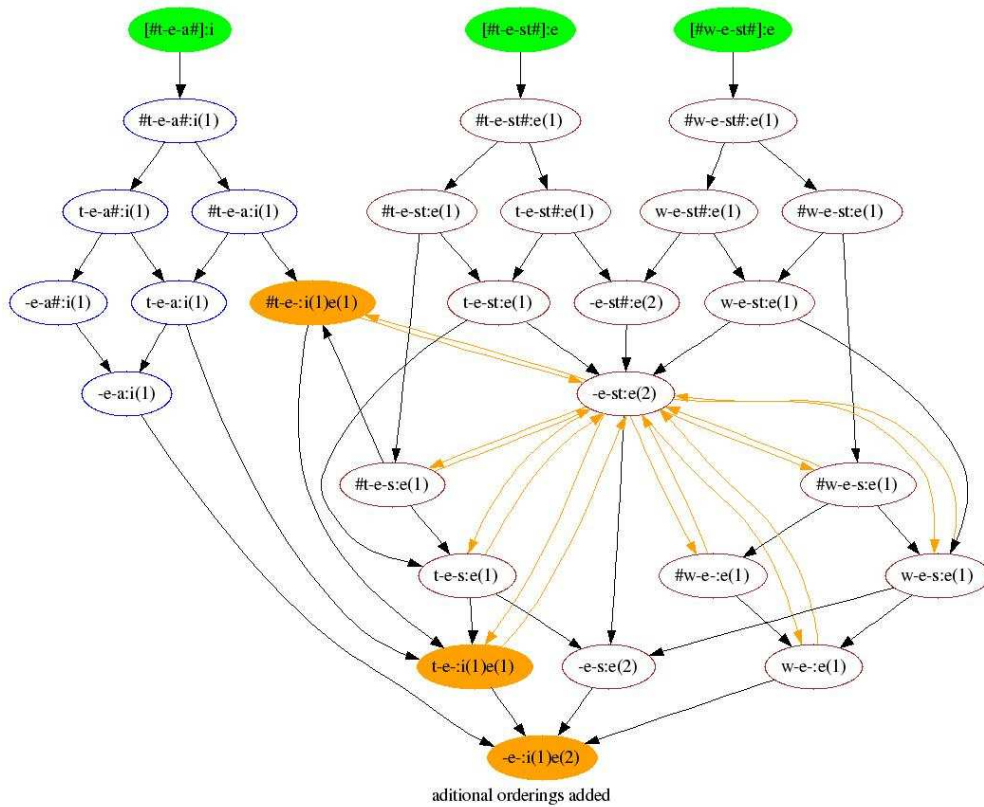 [#t-e-a#]:i [#t-e-st#]:e [#w-e-st#]:e
#t-e-a#:i(1) #t-e-st#:e(1) #w-e-st#:e(1)
t-e-a#:i(1) #t-e-a:i(1) #t-e-st:e(1) t-e-st#:e(1) w-e-st#:e(1) #w-e-st:e(1)
-e-a#:i(1) t-e-a:i(1) #t-e-:i(1)e(1) t-e-st:e(1) -e-st#:e(2) w-e-st:e(1)
-e-a:i(1) -e-st:e(2)
#t-e-s:e(1) #w-e-s:e(1)
t-e-s:e(1) #w-e-:e(1) w-e-s:e(1)
t-e-:i(1)e(1) -e-s:e(2) w-e-:e(1)
-e-:i(1)e(2)
aditional orderings added